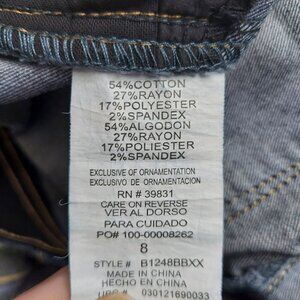 54%COTTON
27%RAYON
17%POLYESTER
2%SPANDEX
54%ALGODON
27%RAYON
17%POLIESTER
2%SPANDEX
EXCLUSIVE OF ORNAMENTATION
EXCLUSIVO DE ORNAMENTACION
RN # 39831
CARE ON REVERSE
VER AL DORSO
PARA CUIDADO
PO# 100-00008262
8
STYLE # B1248BBXX
MADE IN CHINA
HECHO EN CHINA
UPC # 030121690033